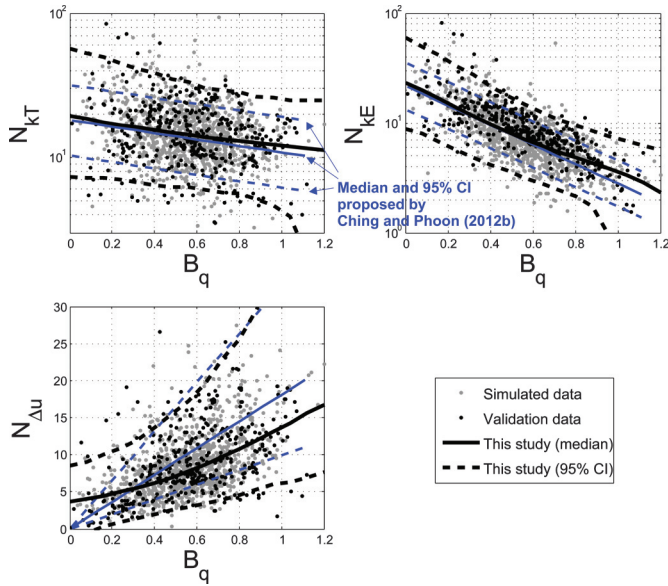 10²
10¹
N_kT
0 0.2 0.4 0.6 0.8 1 1.2
B_q
10²
10¹
10⁰
N_kE
0 0.2 0.4 0.6 0.8 1 1.2
B_q
Median and 95% CI
proposed by
Ching and Phoon (2012b)
30
25
20
15
10
5
0
N_Δu
0 0.2 0.4 0.6 0.8 1 1.2
B_q
Simulated data
Validation data
This study (median)
This study (95% CI)